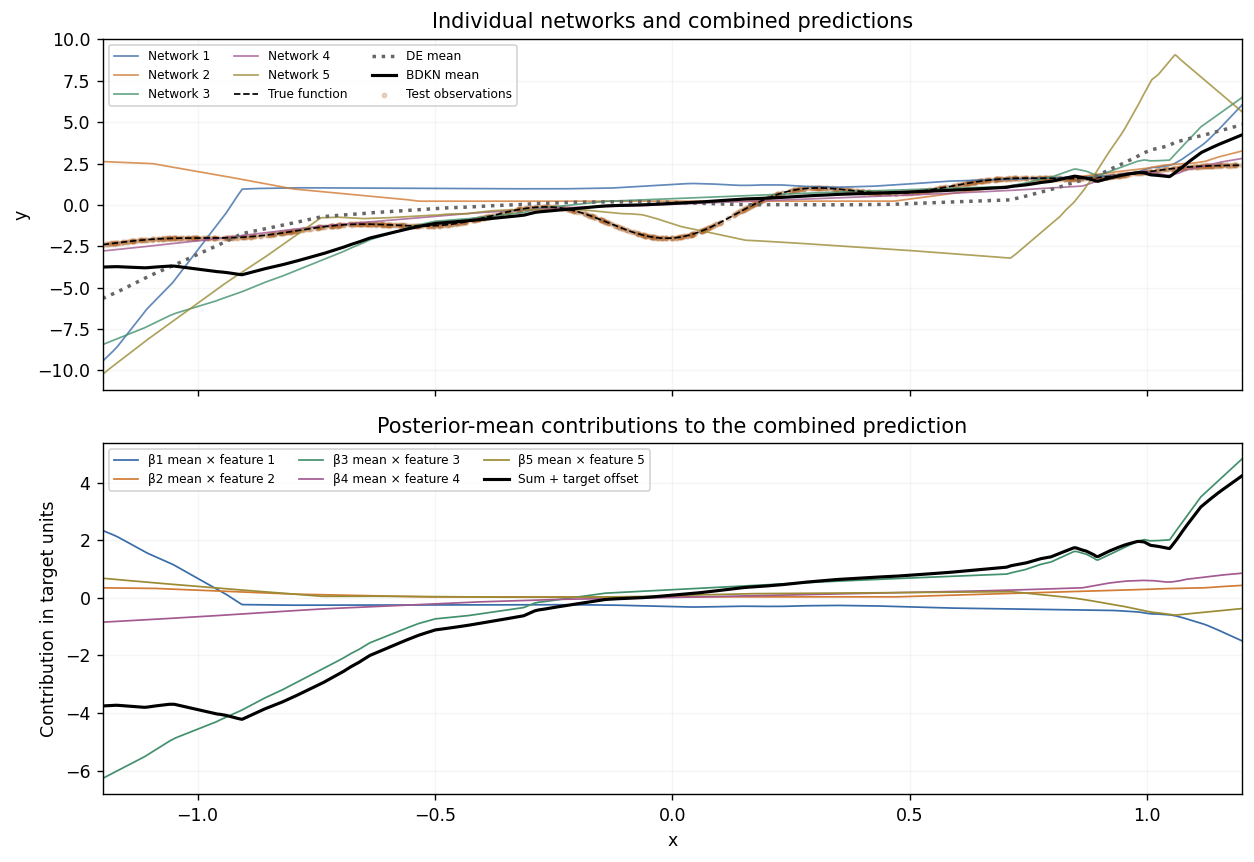 Individual networks and combined predictions
Network 1
Network 2
Network 3
Network 4
Network 5
True function
DE mean
BDKN mean
Test observations
10.0
7.5
5.0
2.5
0.0
−2.5
−5.0
−7.5
−10.0
y
Posterior-mean contributions to the combined prediction
β1 mean × feature 1
β2 mean × feature 2
β3 mean × feature 3
β4 mean × feature 4
β5 mean × feature 5
Sum + target offset
4
2
0
−2
−4
−6
Contribution in target units
−1.0
−0.5
0.0
0.5
1.0
x